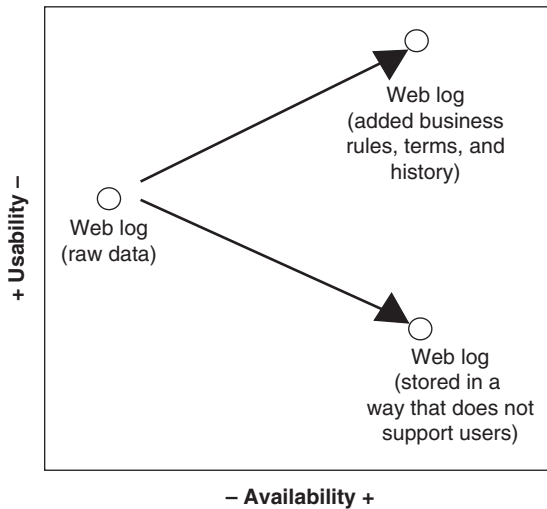 Web log
(added business
rules, terms, and
history)
Web log
(raw data)
+ Usability –
Web log
(stored in a
way that does not
support users)
– Availability +